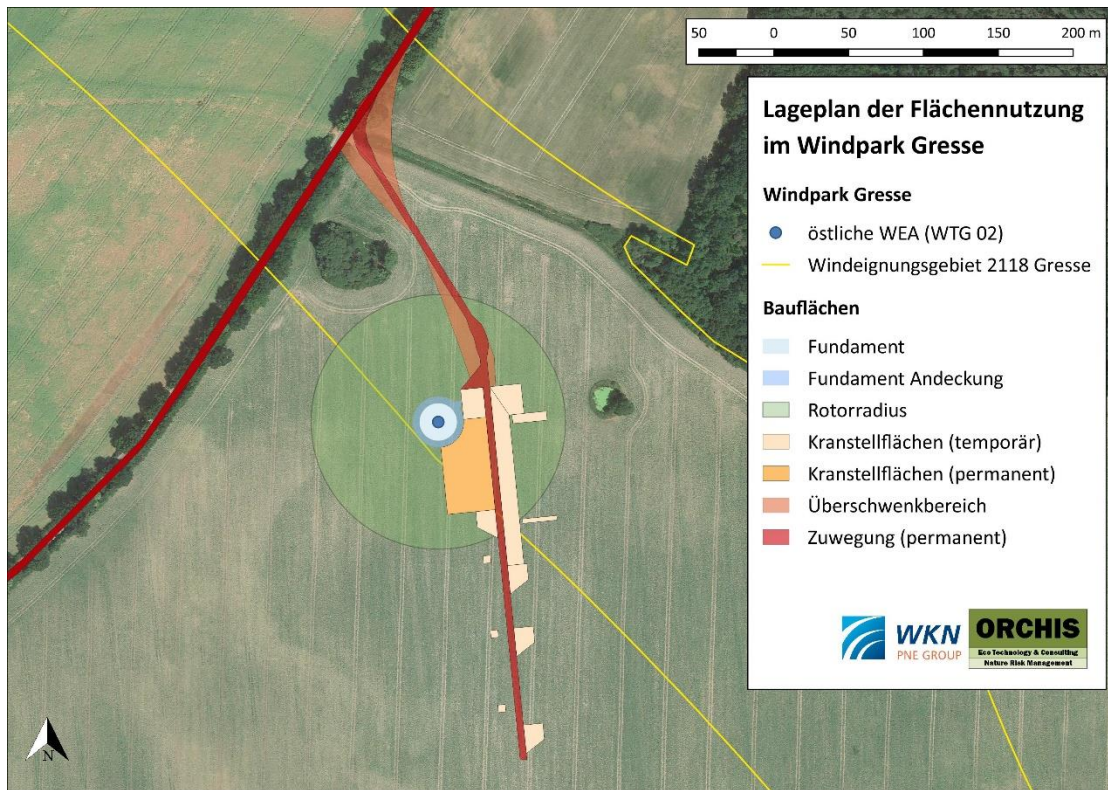 50 0 50 100 150 200 m
Lageplan der Flächennutzung
im Windpark Gresse
Windpark Gresse
östliche WEA (WTG 02)
Windeignungsgebiet 2118 Gresse
Bauflächen
Fundament
Fundament Andeckung
Rotorradius
Kranstellflächen (temporär)
Kranstellflächen (permanent)
Überschwenkbereich
Zuwegung (permanent)
WKN
PNE GROUP
ORCHIS
Eco Technology & Consulting
Nature Risk Management
N